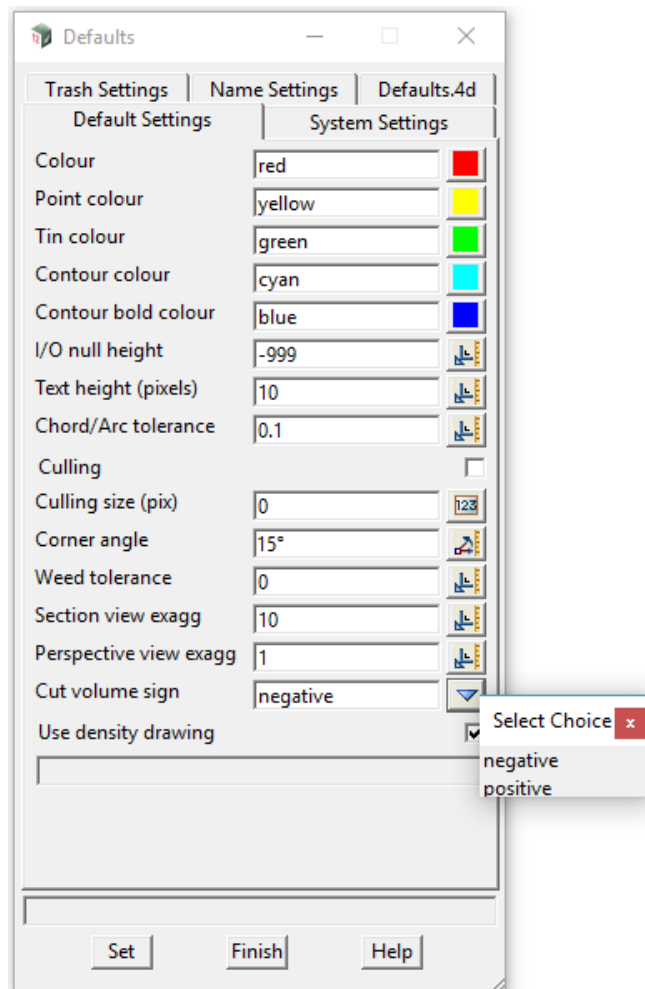 Defaults
Trash Settings Name Settings Defaults.4d
Default Settings System Settings
Colour red
Point colour yellow
Tin colour green
Contour colour cyan
Contour bold colour blue
I/O null height -999
Text height (pixels) 10
Chord/Arc tolerance 0.1
Culling
Culling size (pix) 0 123
Corner angle 15°
Weed tolerance 0
Section view exagg 10
Perspective view exagg 1
Cut volume sign negative
Select Choice x
Use density drawing
negative
positive
Set Finish Help